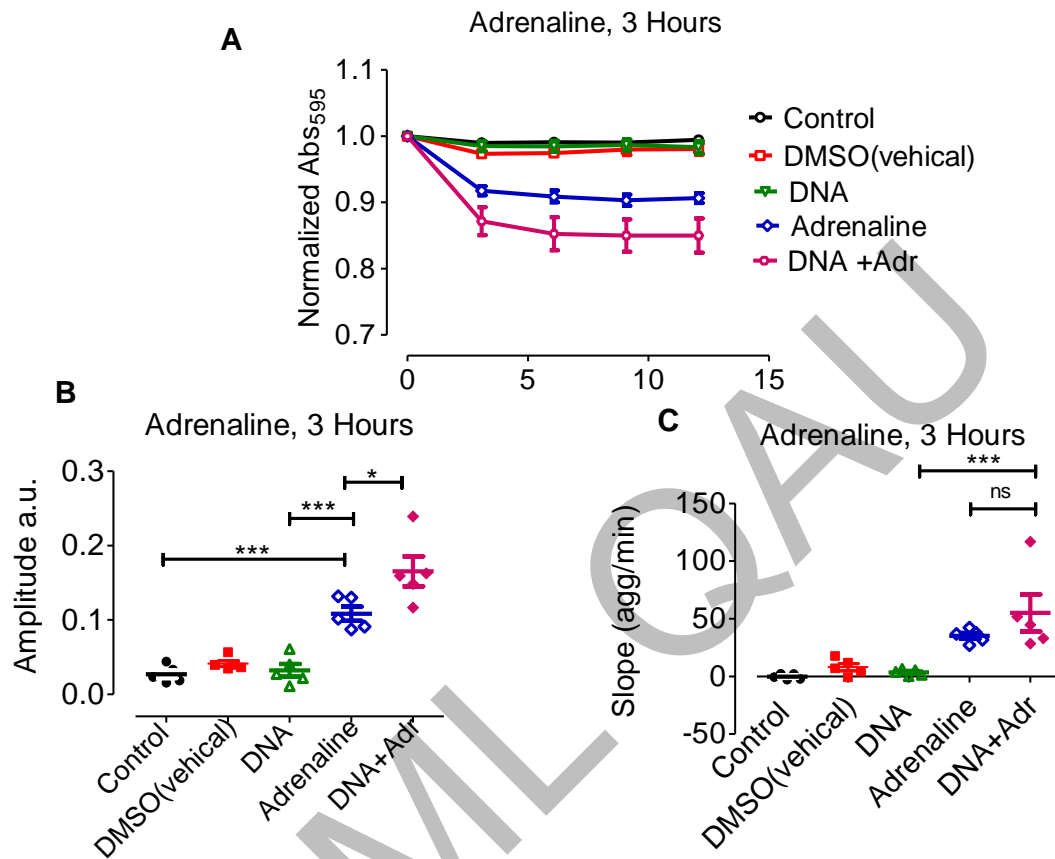 A
Adrenaline, 3 Hours
1.1
1.0
0.9
0.8
0.7
Normalized Abs595
0
5
10
15
Control
DMSO(vehical)
DNA
Adrenaline
DNA +Adr
B
Adrenaline, 3 Hours
0.3
0.2
0.1
0.0
Amplitude a.u.
***
***
*
Control
DMSO(vehical)
DNA
Adrenaline
DNA+Adr
C
Adrenaline, 3 Hours
150
100
50
0
-50
Slope (agg/min)
***
ns
Control
DMSO(vehical)
DNA
Adrenaline
DNA+Adr
ML QAU